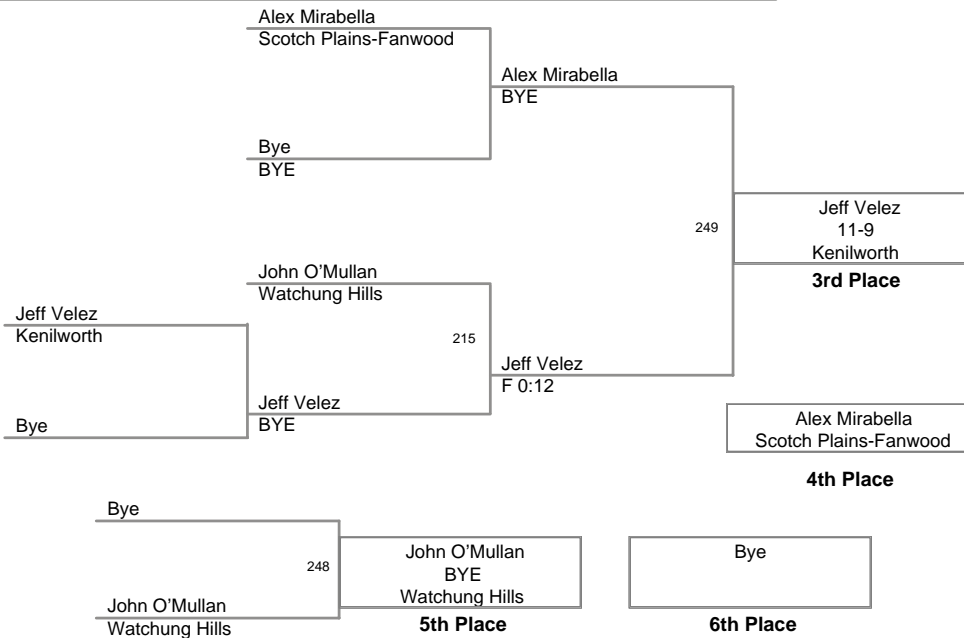 Alex Mirabella
Scotch Plains-Fanwood
Alex Mirabella
BYE
Bye
BYE
Jeff Velez
11-9
Kenilworth
3rd Place
249
John O’Mullan
Watchung Hills
Jeff Velez
Kenilworth
215
Jeff Velez
F 0:12
Jeff Velez
BYE
Bye
Alex Mirabella
Scotch Plains-Fanwood
4th Place
Bye
248
John O’Mullan
BYE
Watchung Hills
5th Place
Bye
6th Place
John O’Mullan
Watchung Hills